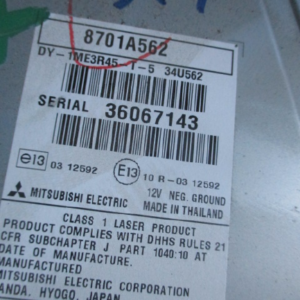 8701A562
DY-1ME3R45-T-5 34U562
SERIAL 36067143
e13 03 12592 E13 10 R-03 12592
MITSUBISHI ELECTRIC 12V NEG. GROUND
MADE IN THAILAND
CLASS 1 LASER PRODUCT
PRODUCT COMPLIES WITH DHHS RULES 21
CFR SUBCHAPTER J PART 1040:10 AT
DATE OF MANUFACTURE.
MANUFACTURED
MITSUBISHI ELECTRIC CORPORATION
SANDA, HYOGO, JAPAN